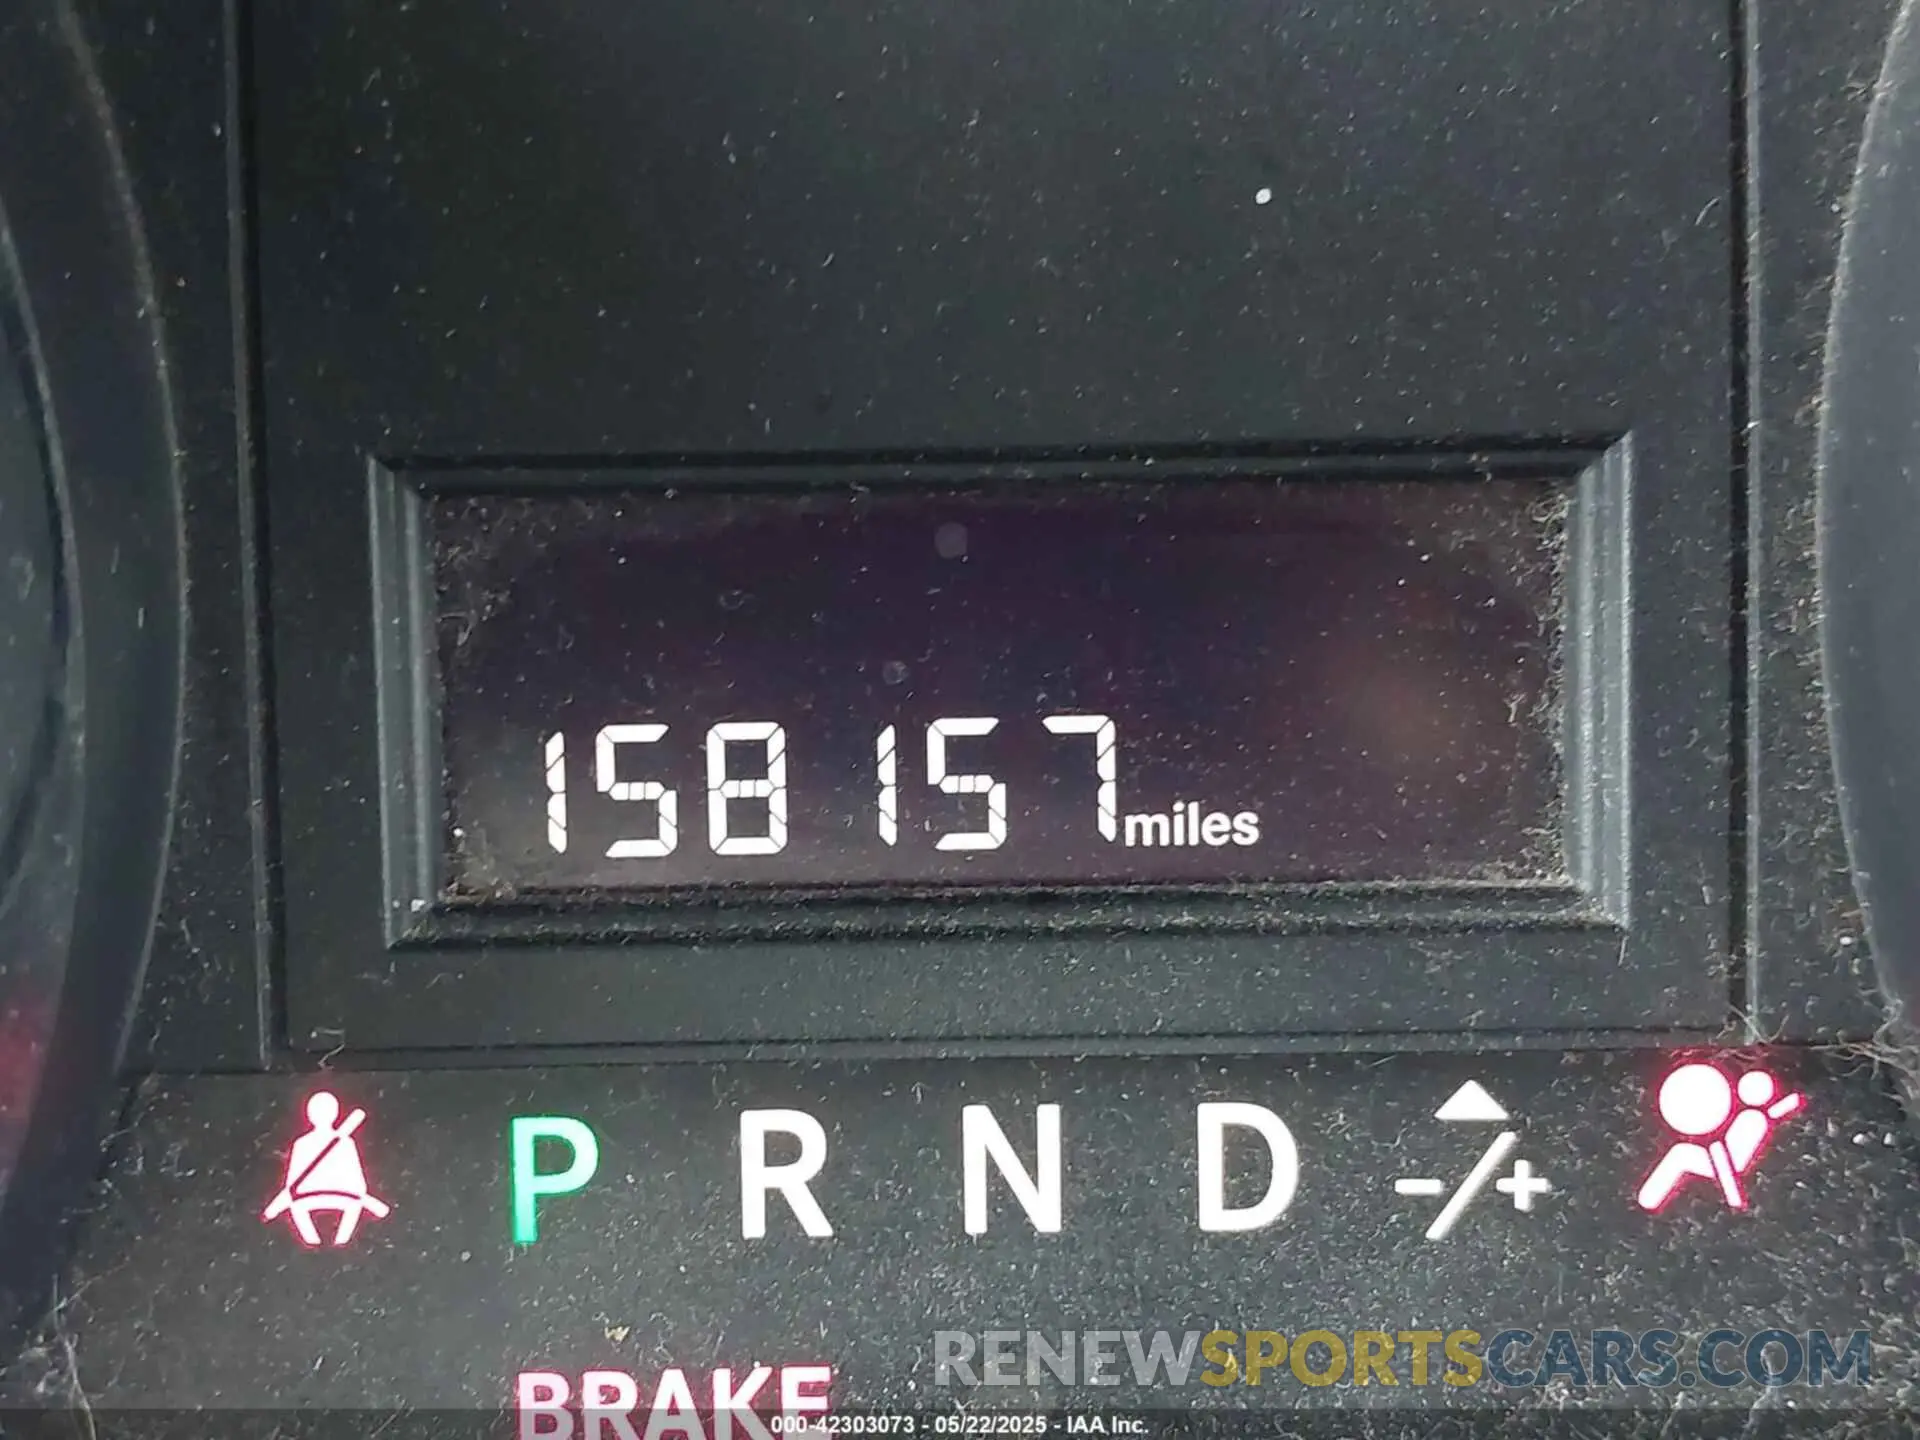 158157 miles
P R N D - / +
BRAKE
RENEWSPORTSCARS.COM
000-42303073 - 05/22/2025 - IAA Inc.